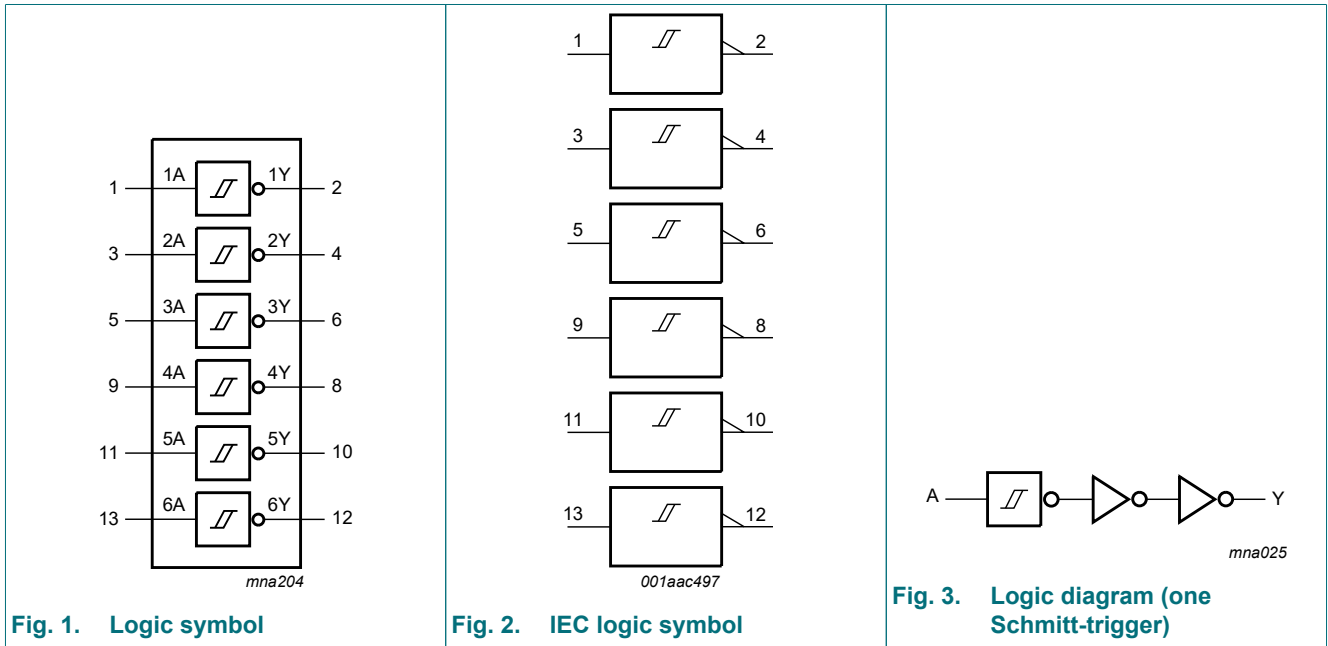 1 1A 1Y 2
3 2A 2Y 4
5 3A 3Y 6
9 4A 4Y 8
11 5A 5Y 10
13 6A 6Y 12
mna204
Fig. 1. Logic symbol
1 2
3 4
5 6
9 8
11 10
13 12
001aac497
Fig. 2. IEC logic symbol
A Y
mna025
Fig. 3. Logic diagram (one
Schmitt-trigger)